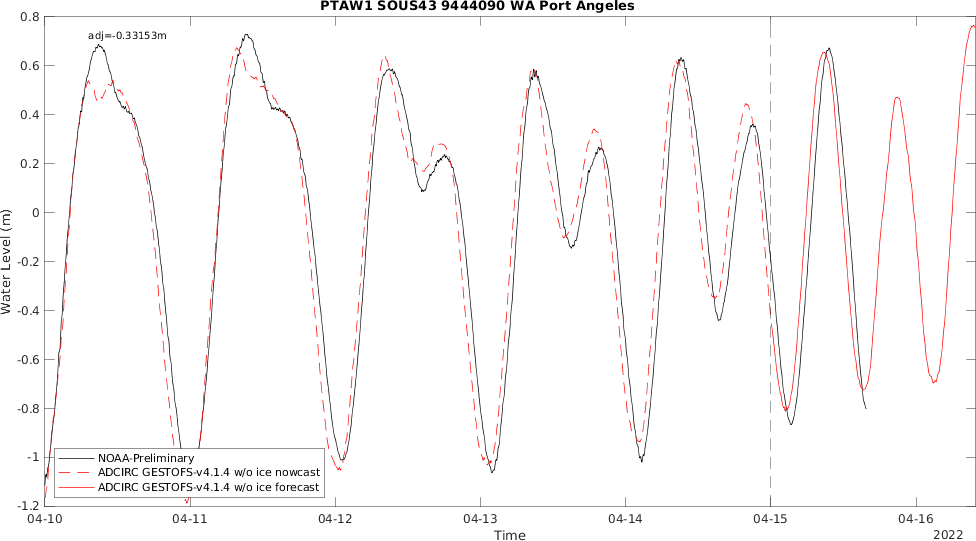 PTAW1 SOUS43 9444090 WA Port Angeles
adj=-0.33153m
0.8
0.6
0.4
0.2
0
-0.2
-0.4
-0.6
-0.8
-1
-1.2
Water Level (m)
NOAA-Preliminary
ADCIRC GESTOFS-v4.1.4 w/o ice nowcast
ADCIRC GESTOFS-v4.1.4 w/o ice forecast
04-10 04-11 04-12 04-13 04-14 04-15 04-16
Time
2022